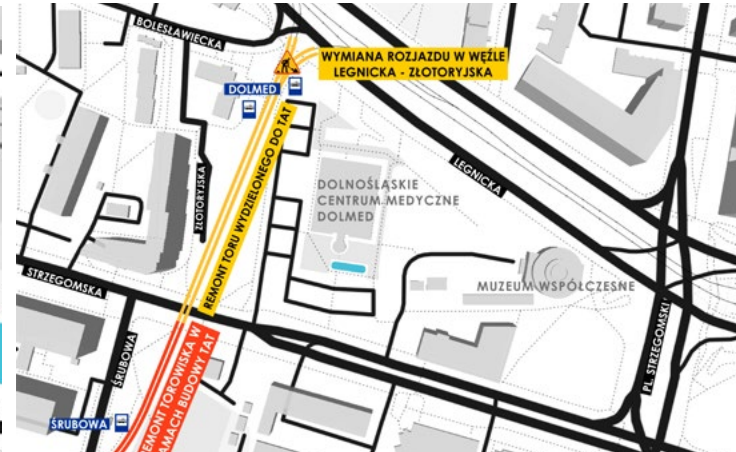 BOLESŁAWIECKA
WYMIANA ROZJAZDU W WĘŹLE
LEGNICKA - ZŁOTORYJSKA
DOLMED
REMONT TORU WYDZIELONEGO DO TAT
ZŁOTORYJSKA
LEGNICKA
DOLNOŚLĄSKIE
CENTRUM MEDYCZNE
DOLMED
STRZEGOMSKA
MUZEUM WSPÓŁCZESNE
ŚRUBOWA
REMONT TOROWISKA W
RAMACH BUDOWY TAT
PL. STRZEGOMSKI
ŚRUBOWA